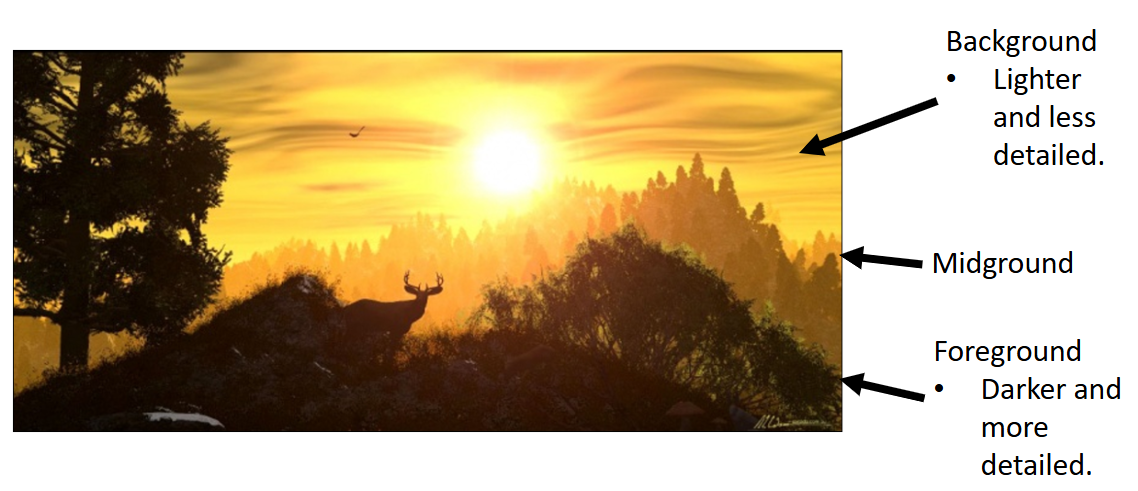 Background
• Lighter
and less
detailed.
Midground
Foreground
• Darker and
more
detailed.